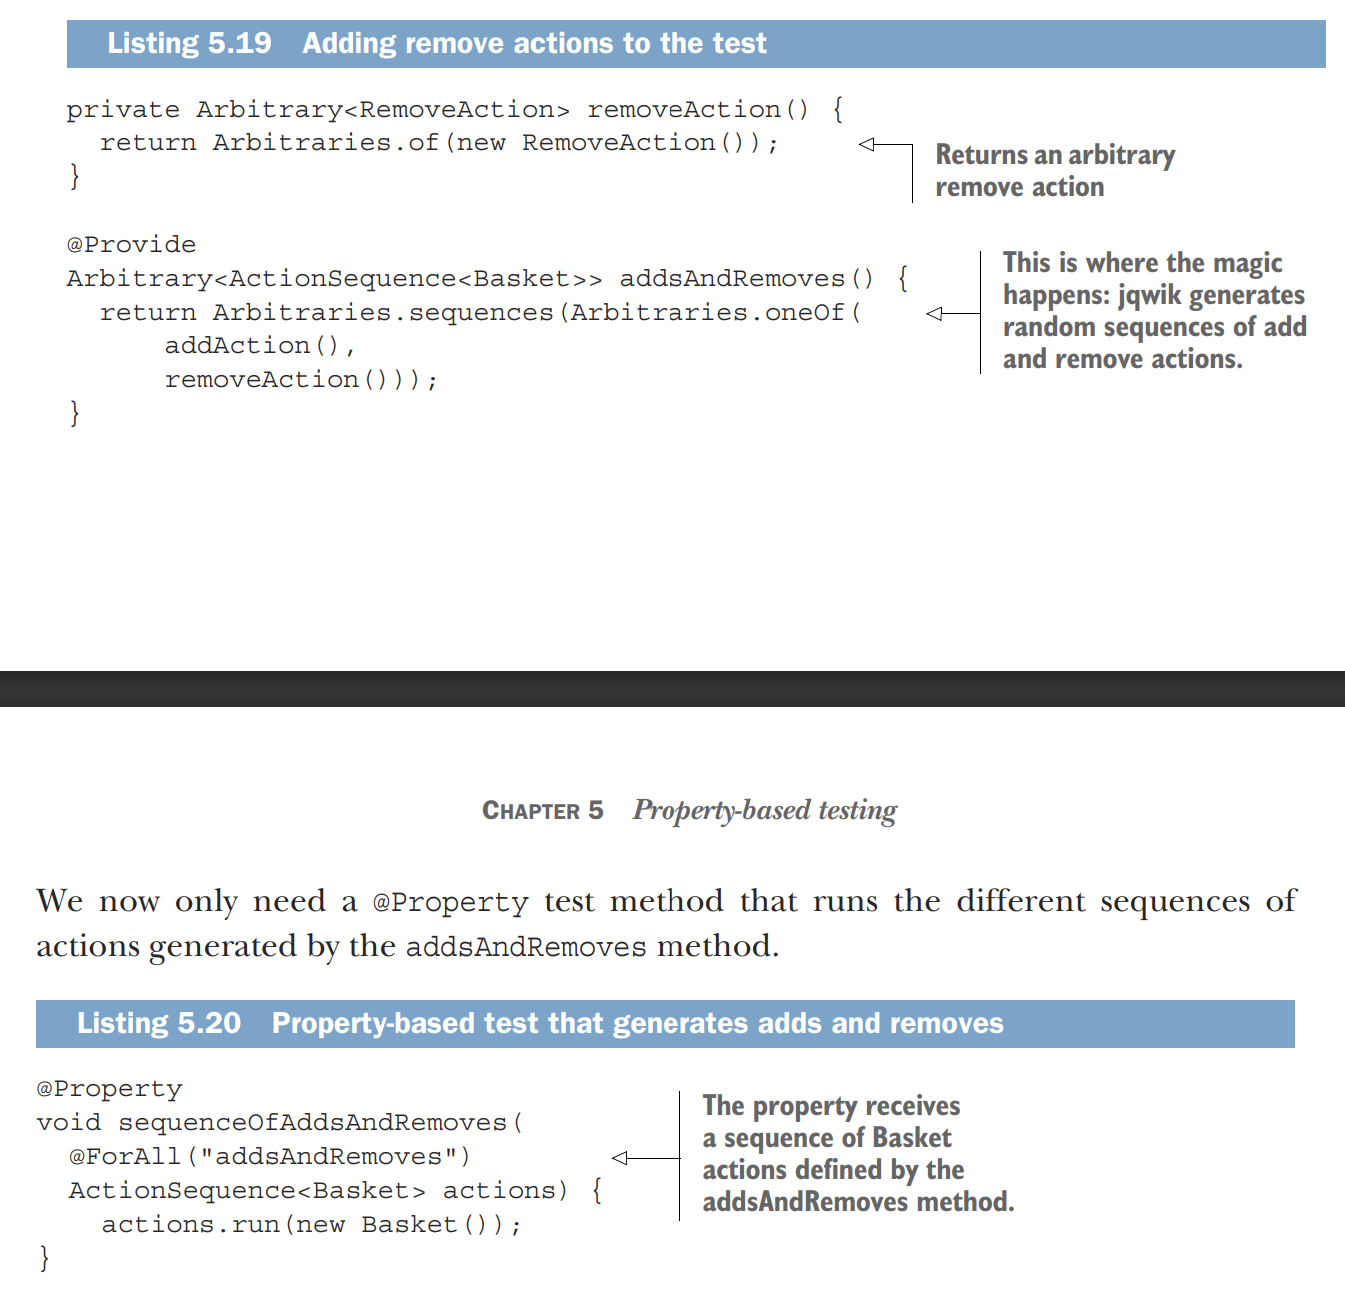 Listing 5.19 Adding remove actions to the test
private Arbitrary<RemoveAction> removeAction() {
return Arbitraries.of(new RemoveAction());
}
Returns an arbitrary
remove action
@Provide
Arbitrary<ActionSequence<Basket>> addsAndRemoves() {
return Arbitraries.sequences(Arbitraries.oneOf(
addAction(),
removeAction()));
}
This is where the magic
happens: jqwik generates
random sequences of add
and remove actions.
CHAPTER 5 Property-based testing
We now only need a @Property test method that runs the different sequences of
actions generated by the addsAndRemoves method.
Listing 5.20 Property-based test that generates adds and removes
@Property
void sequenceOfAddsAndRemoves(
@ForAll("addsAndRemoves")
ActionSequence<Basket> actions) {
actions.run(new Basket());
}
The property receives
a sequence of Basket
actions defined by the
addsAndRemoves method.